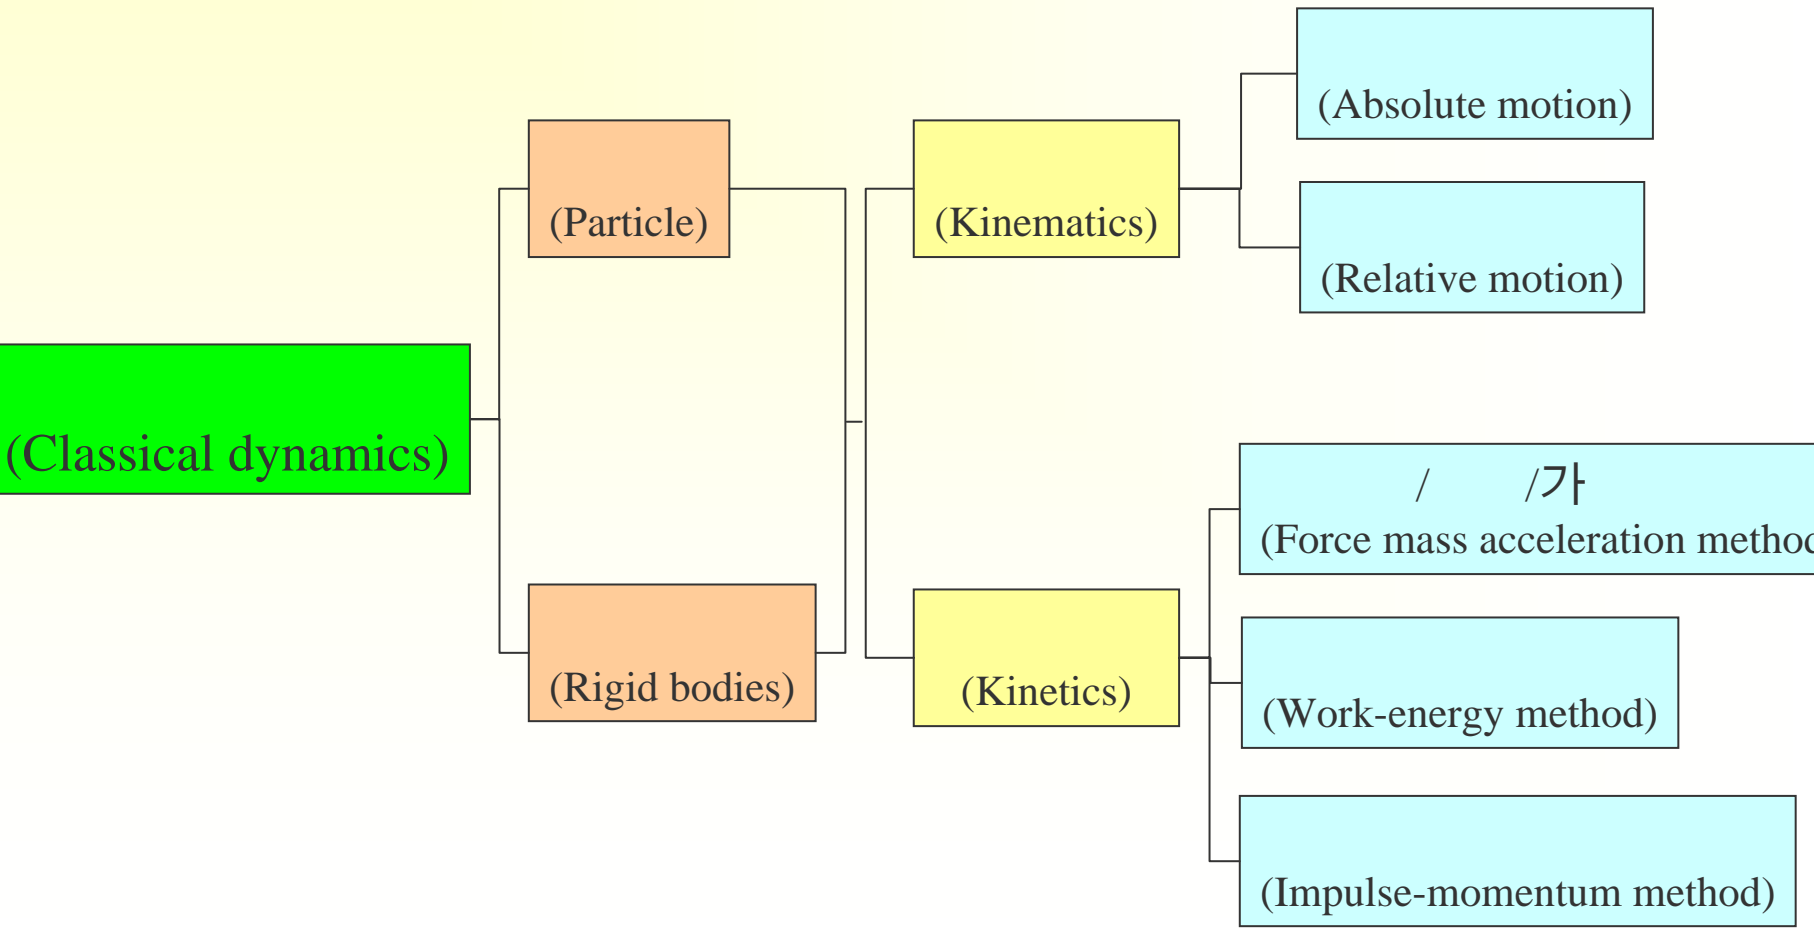 (Classical dynamics)
(Particle)
(Rigid bodies)
(Kinematics)
(Kinetics)
(Absolute motion)
(Relative motion)
/ /가
(Force mass acceleration method
(Work-energy method)
(Impulse-momentum method)